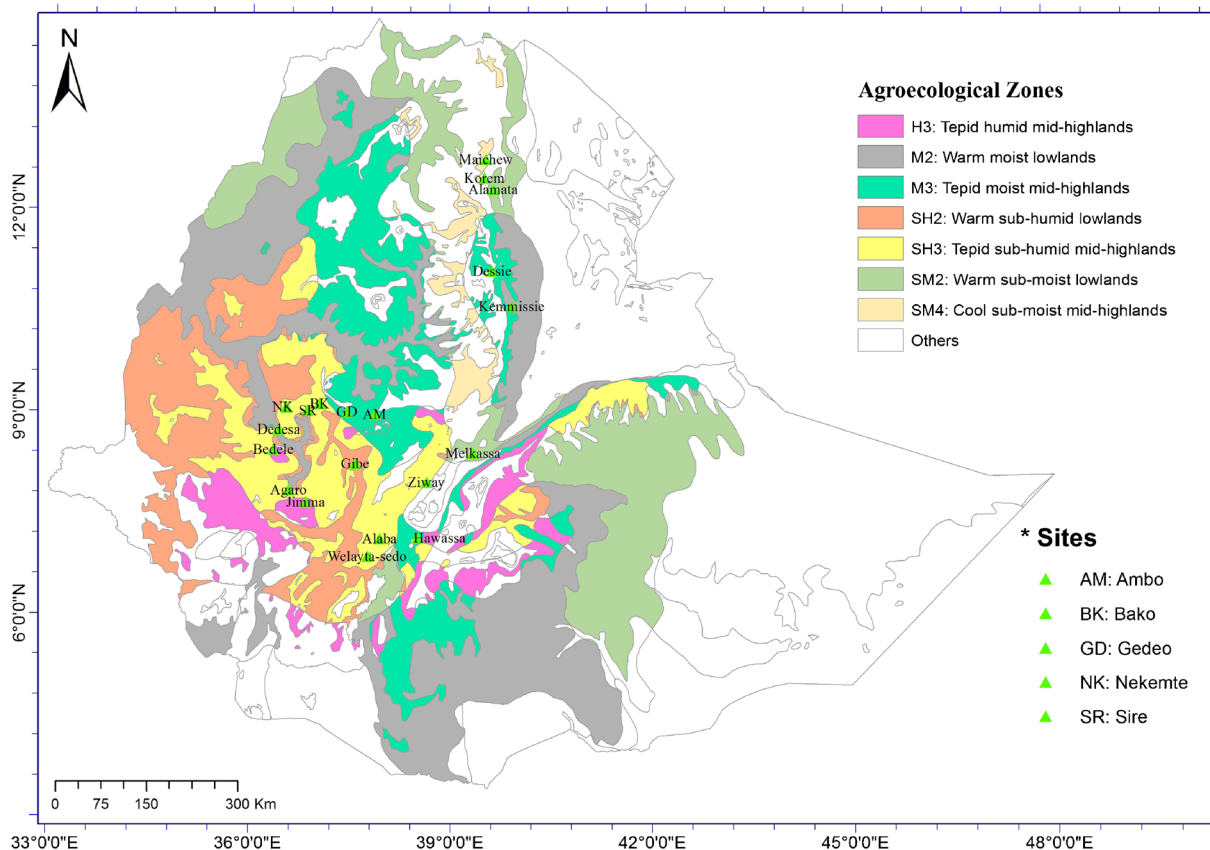 N
Agroecological Zones
H3: Tepid humid mid-highlands
M2: Warm moist lowlands
M3: Tepid moist mid-highlands
SH2: Warm sub-humid lowlands
SH3: Tepid sub-humid mid-highlands
SM2: Warm sub-moist lowlands
SM4: Cool sub-moist mid-highlands
Others
Maichew
Korem
Alamata
Dessie
Kemmissie
NK
SR
BK
GD
AM
Dedesa
Bedele
Gibe
Melkassa
Ziway
Agaro
Jimma
Alaba
Hawassa
Welayta-sedo
* Sites
AM: Ambo
BK: Bako
GD: Gedeo
NK: Nekemte
SR: Sire
12°0'0"N
9°0'0"N
6°0'0"N
0 75 150 300 Km
33°0'0"E 36°0'0"E 39°0'0"E 42°0'0"E 45°0'0"E 48°0'0"E